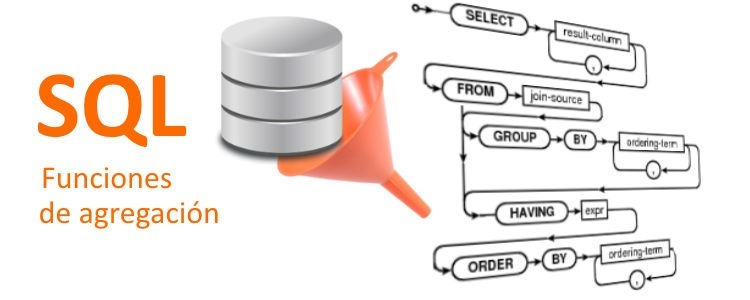 SQL
Funciones
de agregación
SELECT
result-column
,
FROM
join-source
GROUP BY ordering-term
,
HAVING expr
ORDER BY ordering-term
,